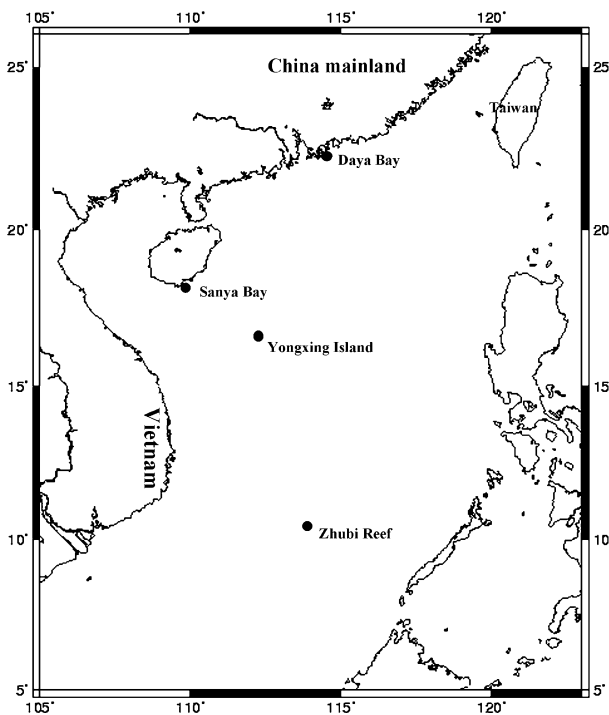 105° 110° 115° 120°
25° 25°
China mainland
Taiwan
Daya Bay
20° 20°
Sanya Bay
Yongxing Island
15° 15°
Vietnam
Zhubi Reef
10° 10°
5° 5°
105° 110° 115° 120°